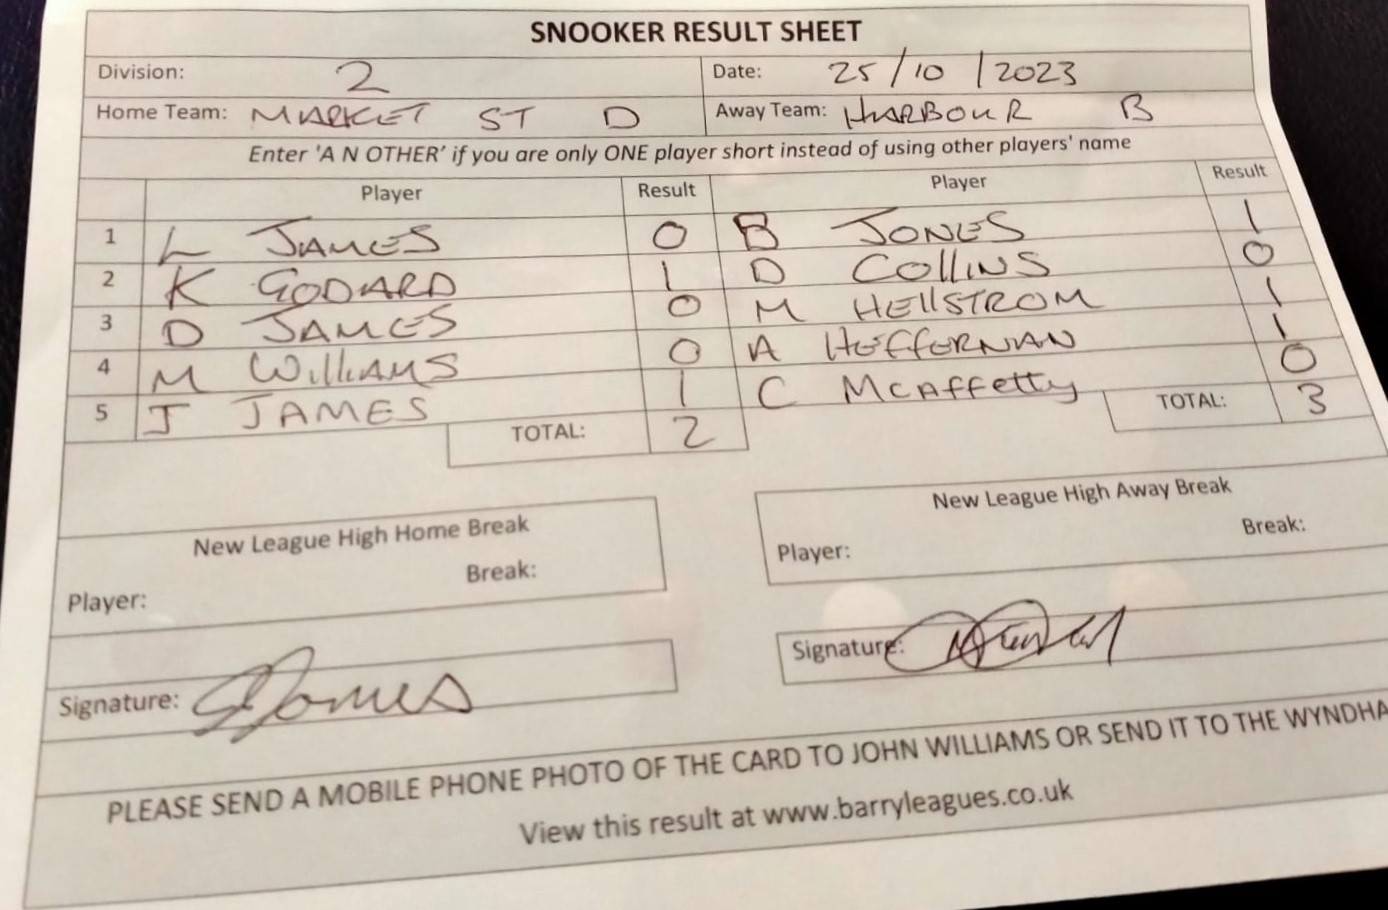 SNOOKER RESULT SHEET
Division: 2 Date: 25/10/2023
Home Team: MARKET ST D Away Team: HARBOUR B
Enter 'A N OTHER' if you are only ONE player short instead of using other players' name
Player Result Player Result
1 L JAMES 0 B JONES 1
2 K GODARD 1 D COllINS 0
3 D JAMES 0 M HEllSTROM 1
4 M WilliAMS 0 A HEFFERNAN 1
5 J JAMES 1 C McAffetty 0
TOTAL: 2 TOTAL: 3
New League High Home Break New League High Away Break
Player: Break: Player: Break:
Signature: Signature:
PLEASE SEND A MOBILE PHONE PHOTO OF THE CARD TO JOHN WILLIAMS OR SEND IT TO THE WYNDHA
View this result at www.barryleagues.co.uk